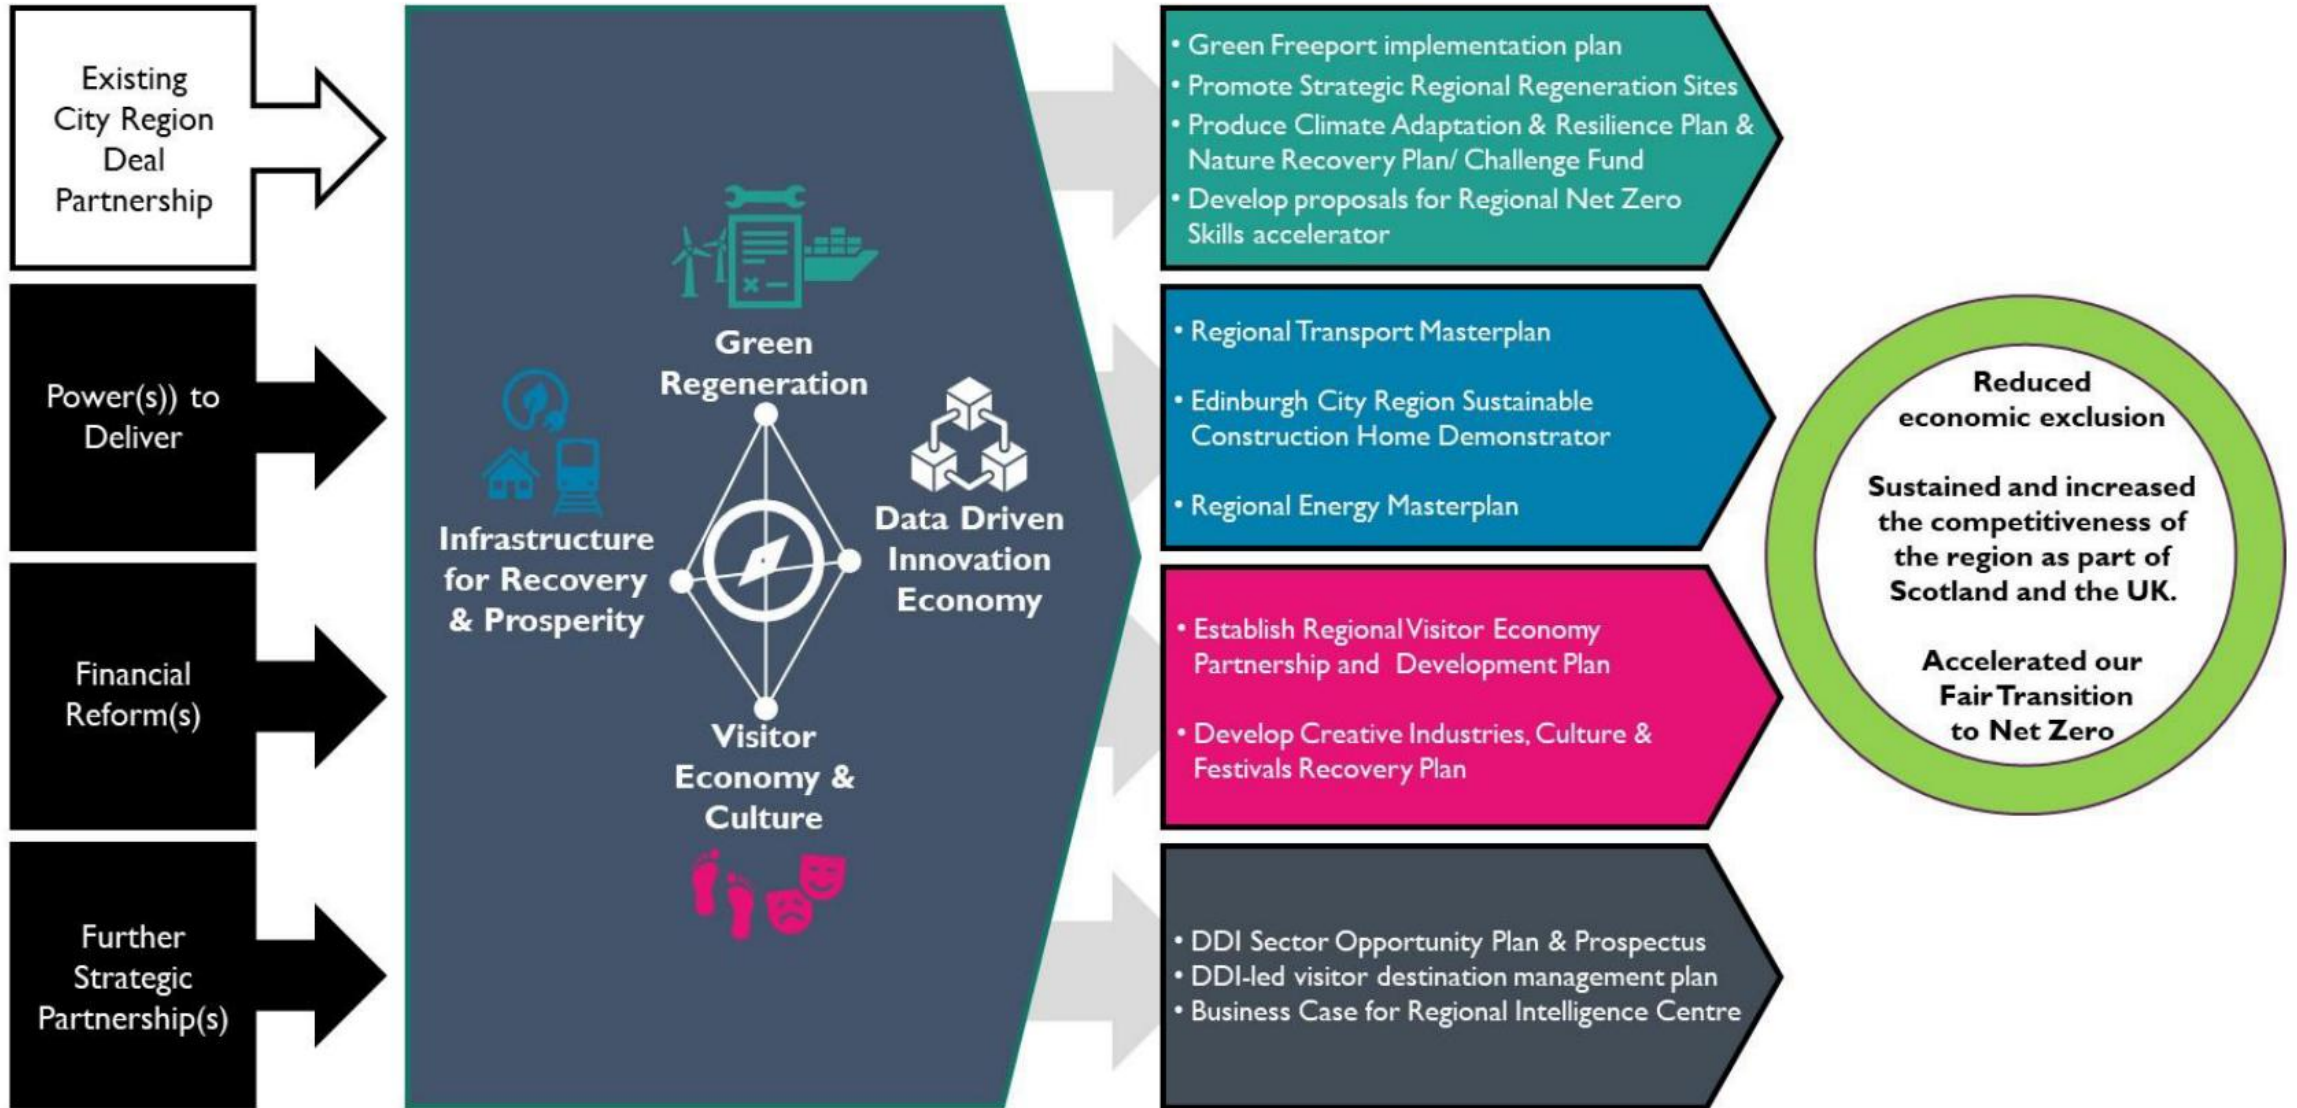 Existing
City Region
Deal
Partnership
Power(s)) to
Deliver
Financial
Reform(s)
Further
Strategic
Partnership(s)
Green
Regeneration
Infrastructure
for Recovery
& Prosperity
Data Driven
Innovation
Economy
Visitor
Economy &
Culture
• Green Freeport implementation plan
• Promote Strategic Regional Regeneration Sites
• Produce Climate Adaptation & Resilience Plan &
Nature Recovery Plan/ Challenge Fund
• Develop proposals for Regional Net Zero
Skills accelerator
• Regional Transport Masterplan
• Edinburgh City Region Sustainable
Construction Home Demonstrator
• Regional Energy Masterplan
• Establish Regional Visitor Economy
Partnership and Development Plan
• Develop Creative Industries, Culture &
Festivals Recovery Plan
• DDI Sector Opportunity Plan & Prospectus
• DDI-led visitor destination management plan
• Business Case for Regional Intelligence Centre
Reduced
economic exclusion
Sustained and increased
the competitiveness of
the region as part of
Scotland and the UK.
Accelerated our
Fair Transition
to Net Zero